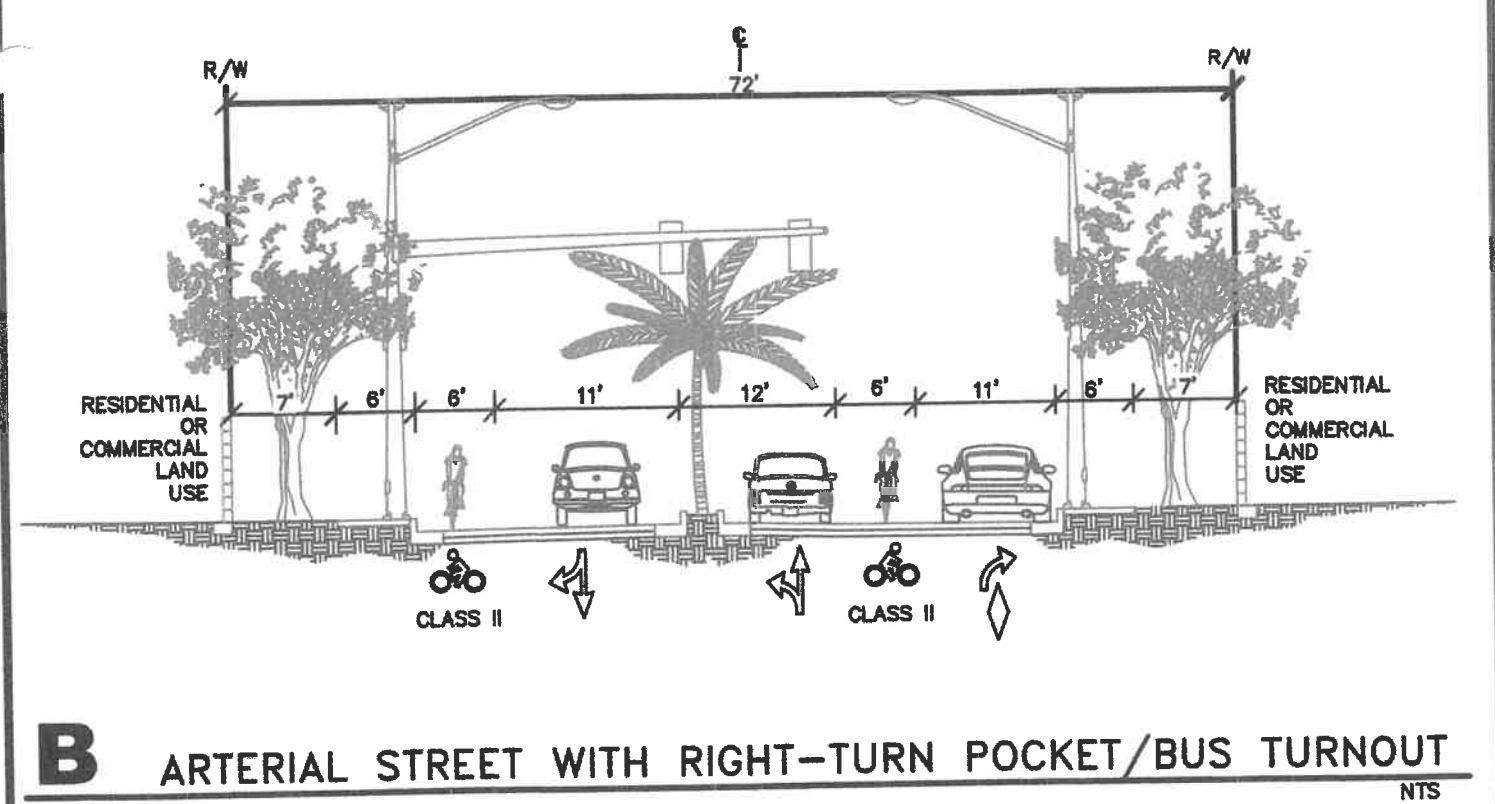 ℄
R/W
R/W
72'
7' 6' 6' 11' 12' 6' 11' 6' 7'
RESIDENTIAL
OR
COMMERCIAL
LAND
USE
RESIDENTIAL
OR
COMMERCIAL
LAND
USE
CLASS II
CLASS II
B ARTERIAL STREET WITH RIGHT-TURN POCKET/BUS TURNOUT
NTS